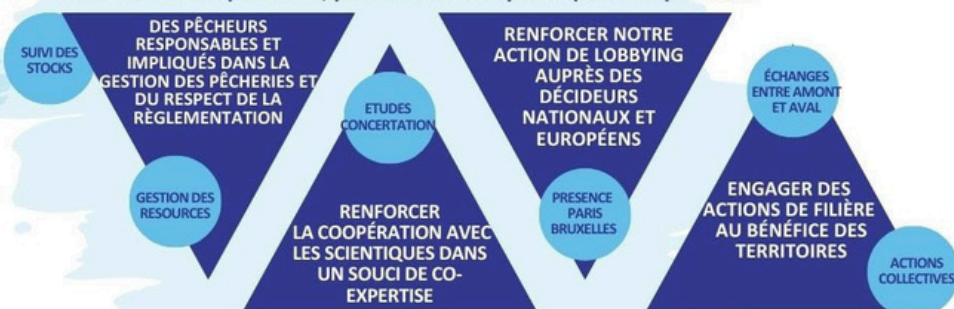 SUIVI DES
STOCKS
DES PÊCHEURS
RESPONSABLES ET
IMPLIQUÉS DANS LA
GESTION DES PÊCHERIES ET
DU RESPECT DE LA
RÈGLEMENTATION
GESTION DES
RESOURCES
ETUDES
CONCERTATION
RENFORCER
LA COOPÉRATION AVEC
LES SCIENTIQUES DANS
UN SOUCI DE CO-
EXPERTISE
RENFORCER NOTRE
ACTION DE LOBBYING
AUPRÈS DES
DÉCIDEURS
NATIONAUX ET
EUROPÉENS
PRESENCE
PARIS
BRUXELLES
ÉCHANGES
ENTRE AMONT
ET AVAL
ENGAGER DES
ACTIONS DE FILIÈRE
AU BÉNÉFICE DES
TERRITOIRES
ACTIONS
COLLECTIVES